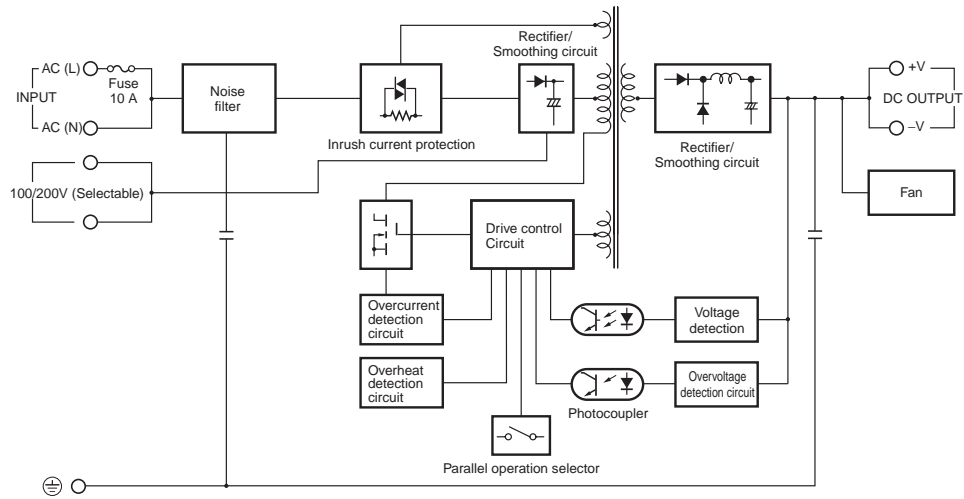 Rectifier/
Smoothing circuit
AC (L)
Fuse
10 A
INPUT
AC (N)
Noise
filter
Inrush current protection
Rectifier/
Smoothing circuit
+V
DC OUTPUT
−V
100/200V (Selectable)
Fan
Drive control
Circuit
Overcurrent
detection
circuit
Voltage
detection
Overheat
detection
circuit
Overvoltage
detection circuit
Photocoupler
Parallel operation selector